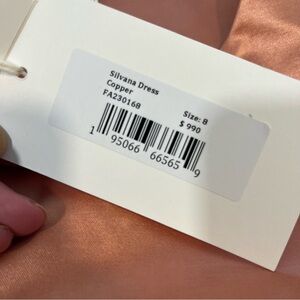 Silvana Dress
Copper
FA23016B Size: 8
$ 990
1 95066 66565 9